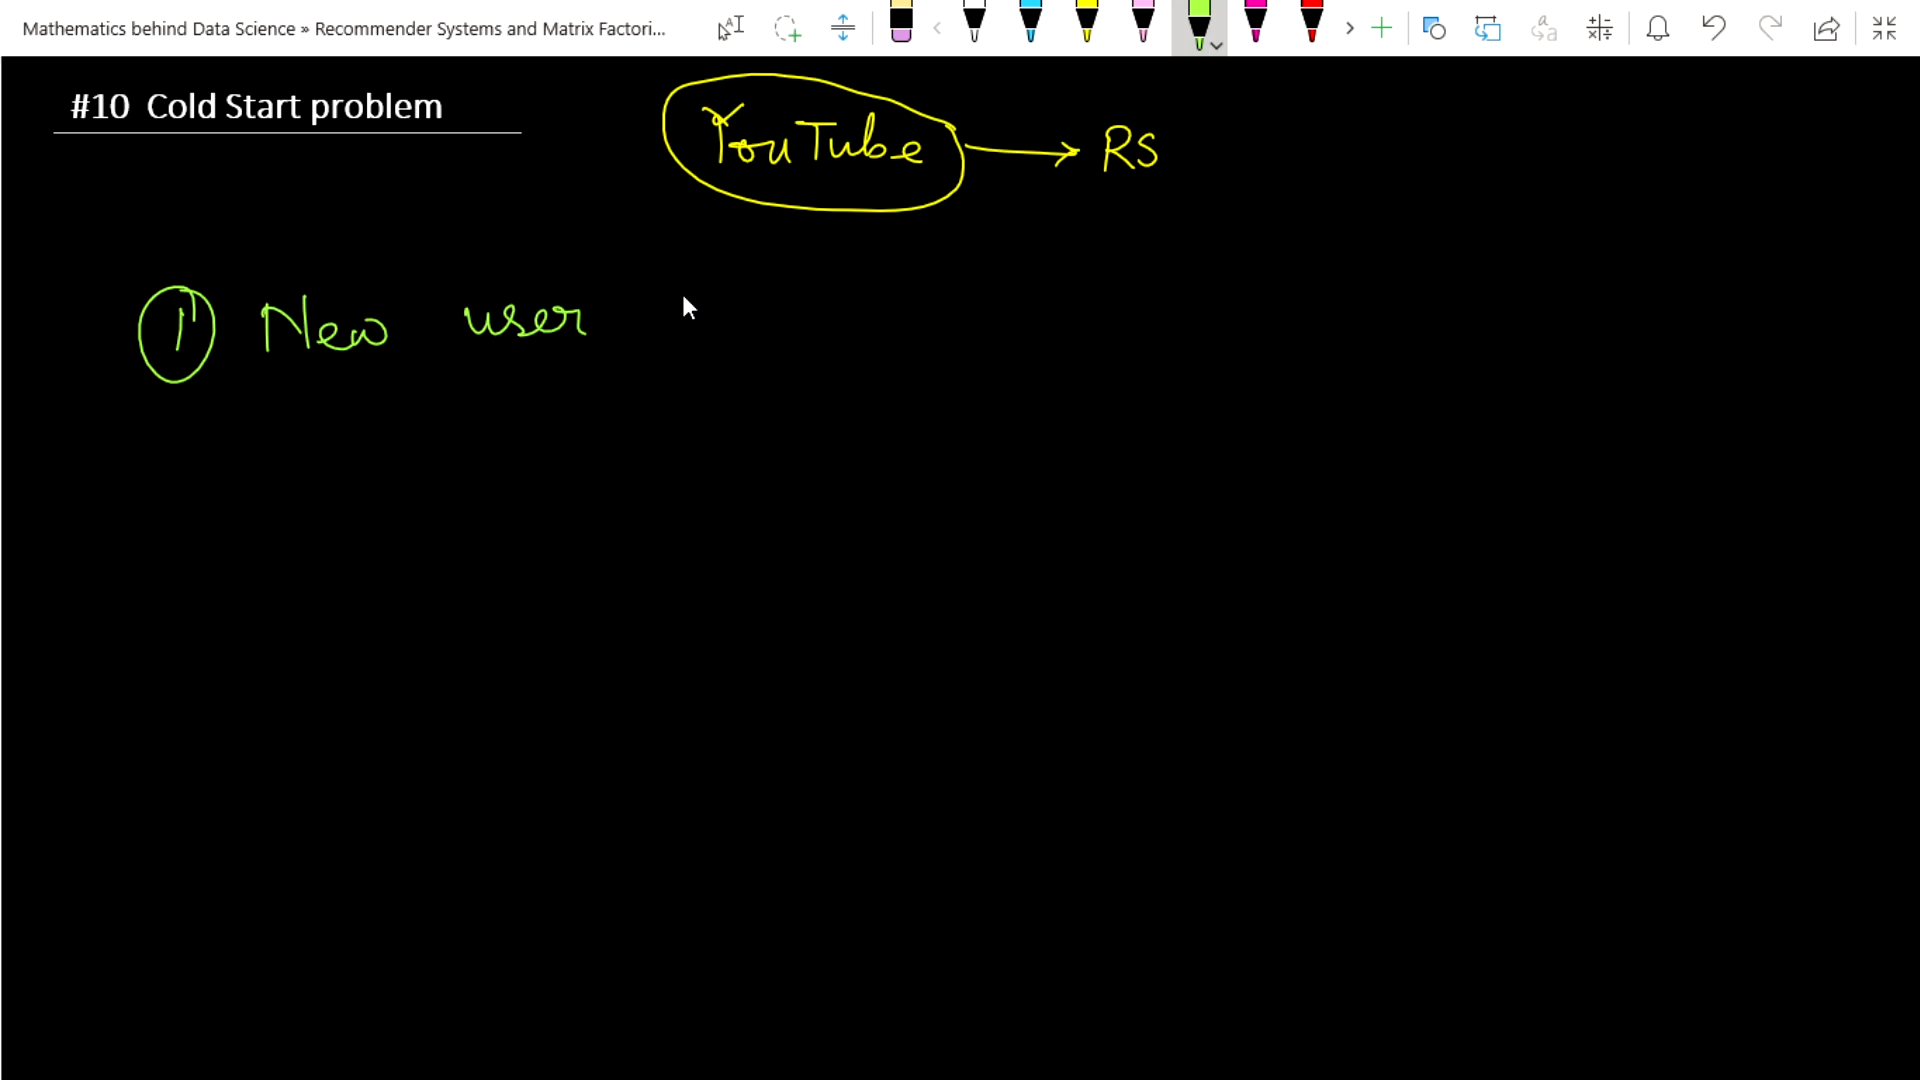 Mathematics behind Data Science » Recommender Systems and Matrix Factori...
#10 Cold Start problem
YouTube → RS
1 New user